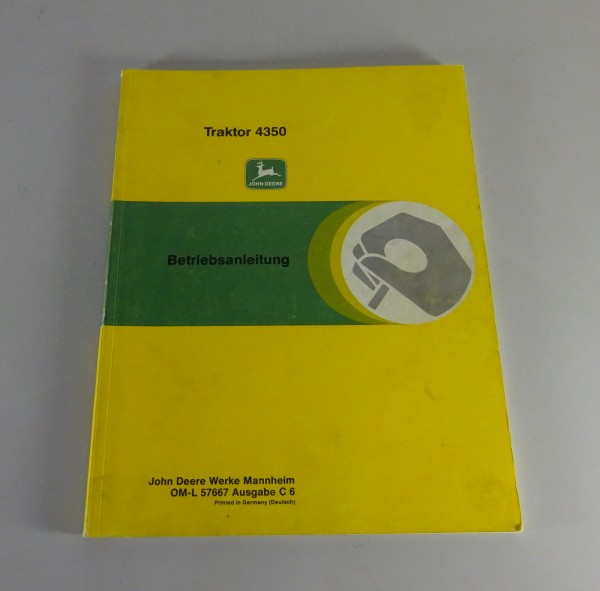 Traktor 4350
JOHN DEERE
Betriebsanleitung
John Deere Werke Mannheim
OM-L 57667 Ausgabe C 6
Printed in Germany (Deutsch)